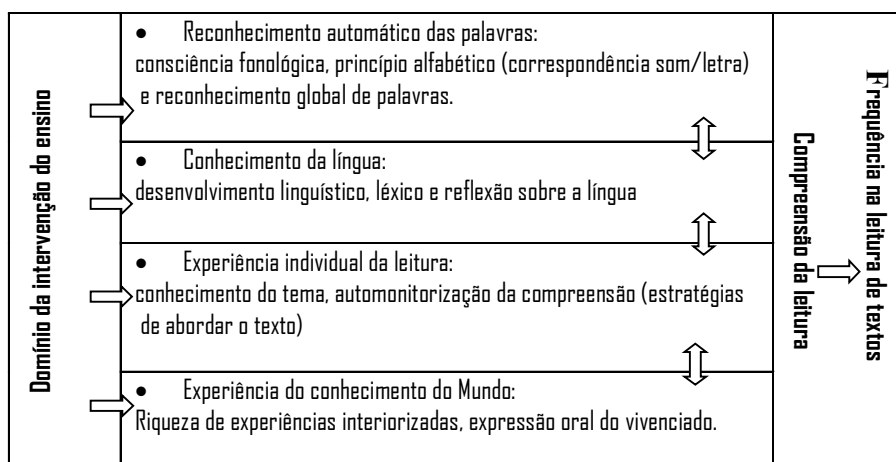 Domínio da intervenção do ensino
• Reconhecimento automático das palavras:
consciência fonológica, princípio alfabético (correspondência som/letra)
e reconhecimento global de palavras.
• Conhecimento da língua:
desenvolvimento linguístico, léxico e reflexão sobre a língua
• Experiência individual da leitura:
conhecimento do tema, automonitorização da compreensão (estratégias
de abordar o texto)
• Experiência do conhecimento do Mundo:
Riqueza de experiências interiorizadas, expressão oral do vivenciado.
Compreensão da leitura
Frequência na leitura de textos